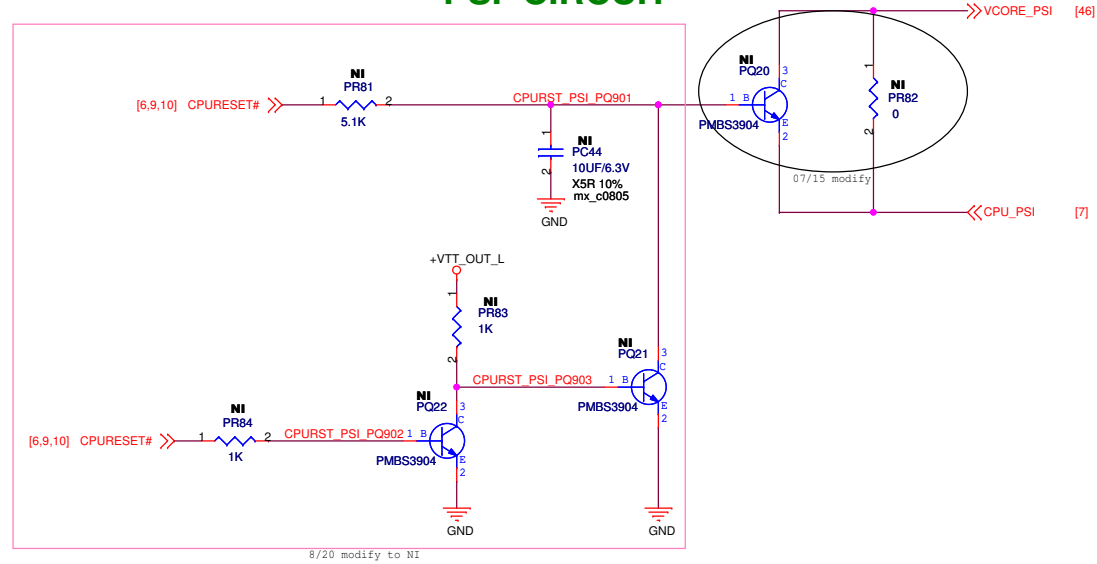 PSI CIRCUIT
VCORE_PSI [46]
NI
PQ20
3
C
1 B
E
2
PMBS3904
1
NI
PR82
0
2
07/15 modify
CPU_PSI [7]
NI
PR81
[6,9,10] CPURESET#
1 2
5.1K
CPURST_PSI_PQ901
1
NI
PC44
10UF/6.3V
2
X5R 10%
mx_c0805
GND
+VTT_OUT_L
1
NI
PR83
1K
2
NI
PQ21
3
C
CPURST_PSI_PQ903
1 B
E
2
PMBS3904
GND
NI
PQ22
3
C
NI
PR84
[6,9,10] CPURESET#
1 2
1K
CPURST_PSI_PQ902
1 B
E
2
PMBS3904
GND
8/20 modify to NI